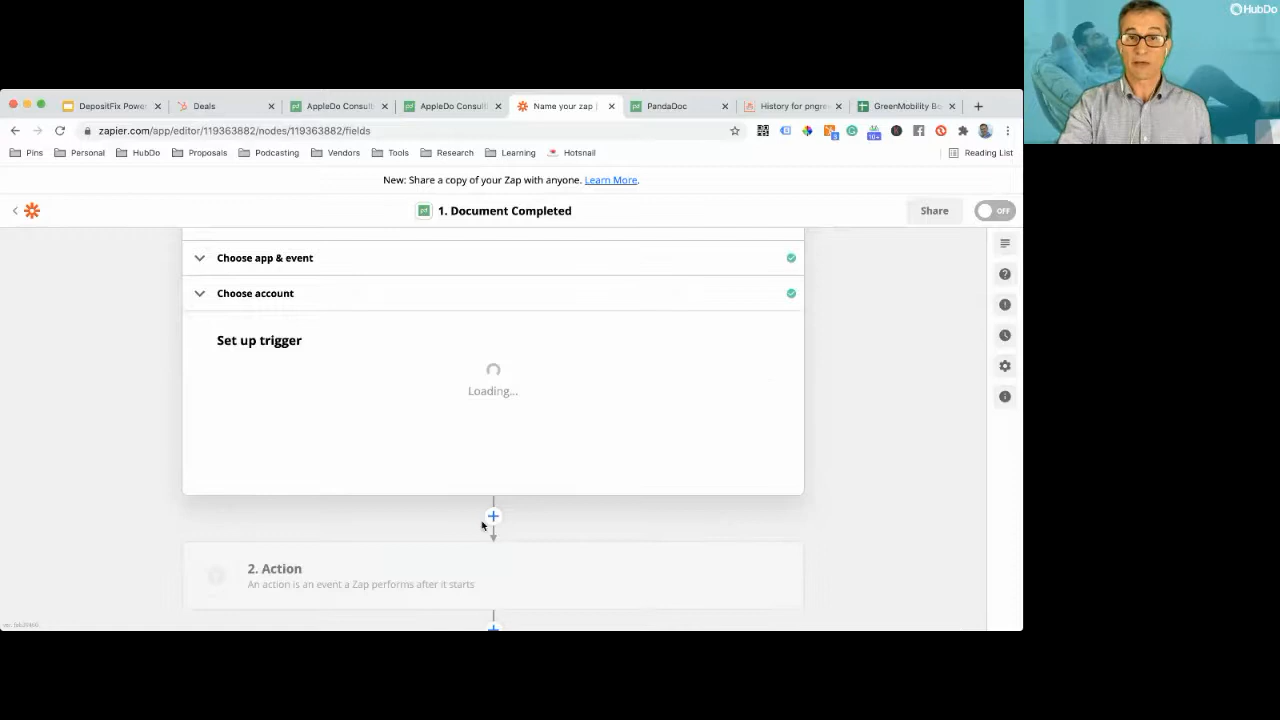 HubDo
DepositFix Powe
Deals
AppleDo Consult
AppleDo Consult
Name your zap |
PandaDoc
History for pngre
GreenMobility Bo
zapier.com/app/editor/119363882/nodes/119363882/fields
Pins
Personal
HubDo
Proposals
Podcasting
Vendors
Tools
Research
Learning
Hotsnail
Reading List
New: Share a copy of your Zap with anyone. Learn More.
1. Document Completed
Share
OFF
Choose app & event
Choose account
Set up trigger
Loading...
2. Action
An action is an event a Zap performs after it starts